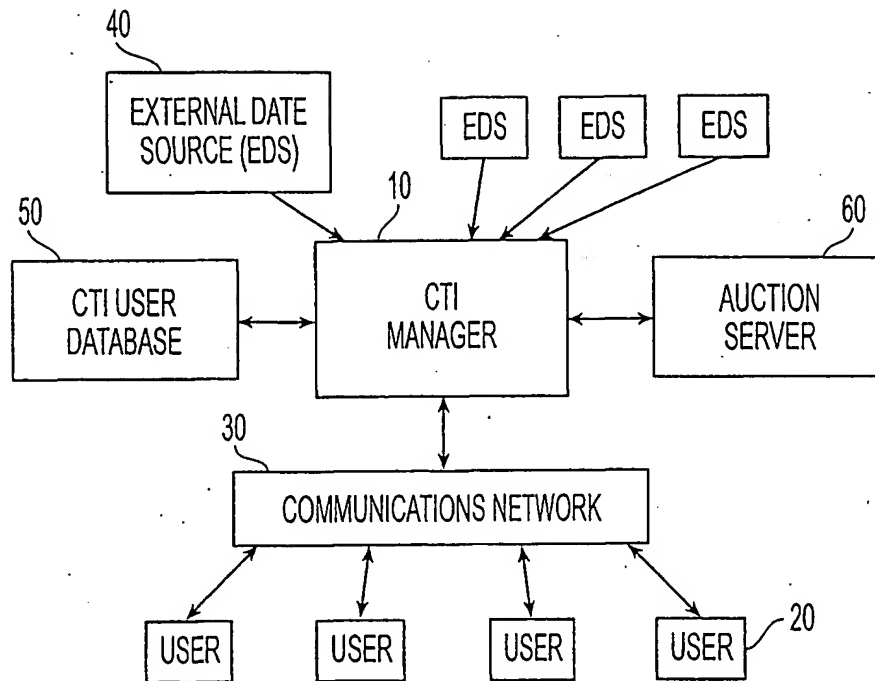 40
EXTERNAL DATE
SOURCE (EDS)
EDS
EDS
EDS
50
10
60
CTI USER
DATABASE
CTI
MANAGER
AUCTION
SERVER
30
COMMUNICATIONS NETWORK
USER
USER
USER
USER
20